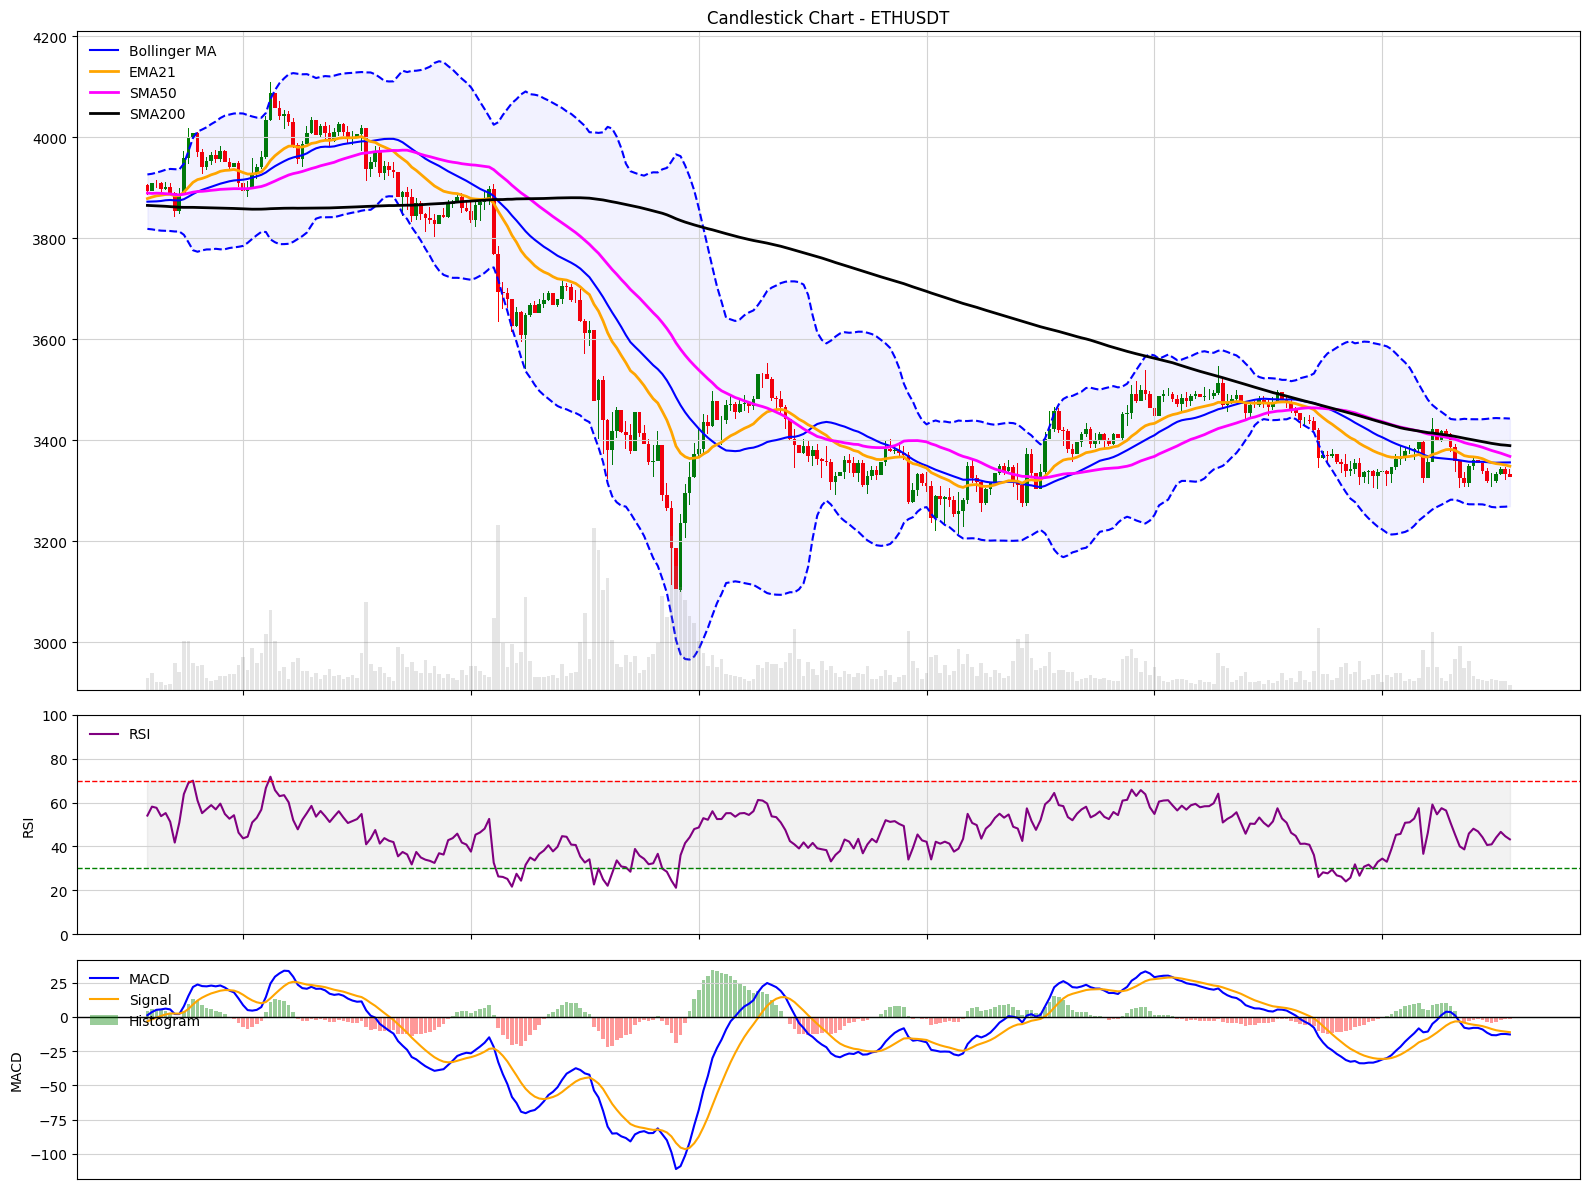 Candlestick Chart - ETHUSDT
Bollinger MA
EMA21
SMA50
SMA200
4200
4000
3800
3600
3400
3200
3000
RSI
RSI
100
80
60
40
20
0
MACD
Signal
Histogram
MACD
25
0
−25
−50
−75
−100